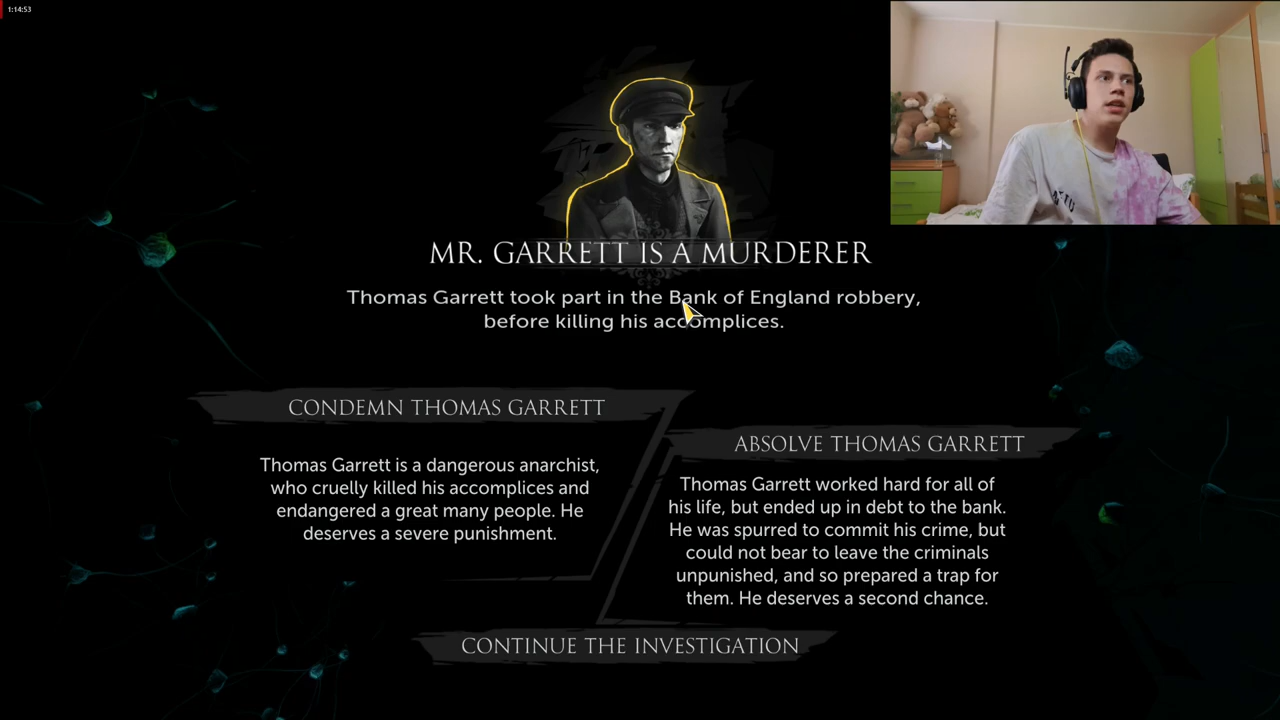 1:14:53
MR. GARRETT IS A MURDERER
Thomas Garrett took part in the Bank of England robbery,
before killing his accomplices.
CONDEMN THOMAS GARRETT
Thomas Garrett is a dangerous anarchist,
who cruelly killed his accomplices and
endangered a great many people. He
deserves a severe punishment.
ABSOLVE THOMAS GARRETT
Thomas Garrett worked hard for all of
his life, but ended up in debt to the bank.
He was spurred to commit his crime, but
could not bear to leave the criminals
unpunished, and so prepared a trap for
them. He deserves a second chance.
CONTINUE THE INVESTIGATION